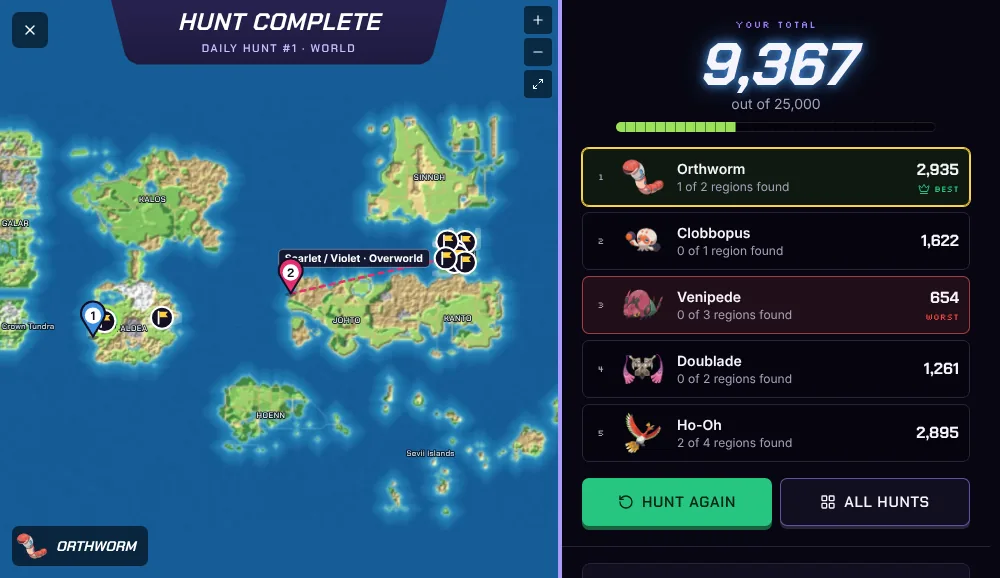 HUNT COMPLETE
DAILY HUNT #1 · WORLD
+
−
SINNOH
KALOS
GALAR
Scarlet / Violet · Overworld
2
1
Crown Tundra
ALDEA
JOHTO
KANTO
HOENN
Sevii Islands
ORTHWORM
YOUR TOTAL
9,367
out of 25,000
1
Orthworm
1 of 2 regions found
2,935
BEST
2
Clobbopus
0 of 1 region found
1,622
3
Venipede
0 of 3 regions found
654
WORST
4
Doublade
0 of 2 regions found
1,261
5
Ho-Oh
2 of 4 regions found
2,895
HUNT AGAIN
ALL HUNTS